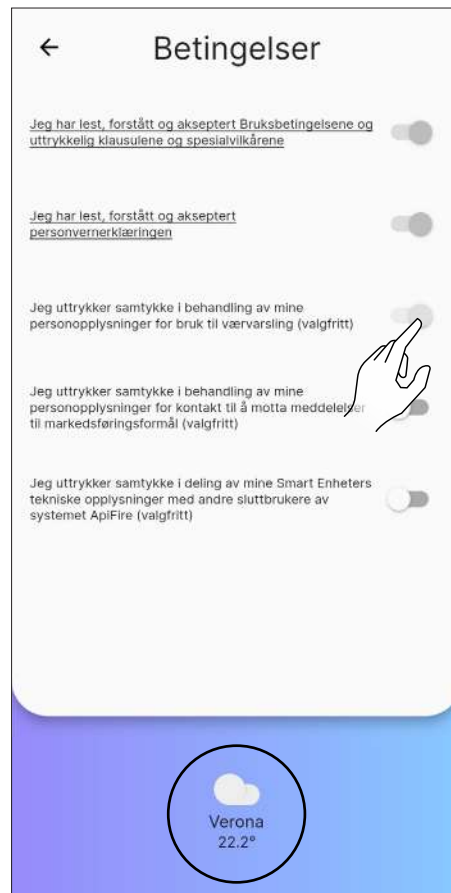 Betingelser
Jeg har lest, forstått og akseptert Bruksbetingelsene og
uttrykkelig klausulene og spesialvilkårene
Jeg har lest, forstått og akseptert
personvernerklæringen
Jeg uttrykker samtykke i behandling av mine
personopplysninger for bruk til værvarsling (valgfritt)
Jeg uttrykker samtykke i behandling av mine
personopplysninger for kontakt til å motta meddelelser
til markedsføringsformål (valgfritt)
Jeg uttrykker samtykke i deling av mine Smart Enheters
tekniske opplysninger med andre sluttbrukere av
systemet ApiFire (valgfritt)
Verona
22.2°